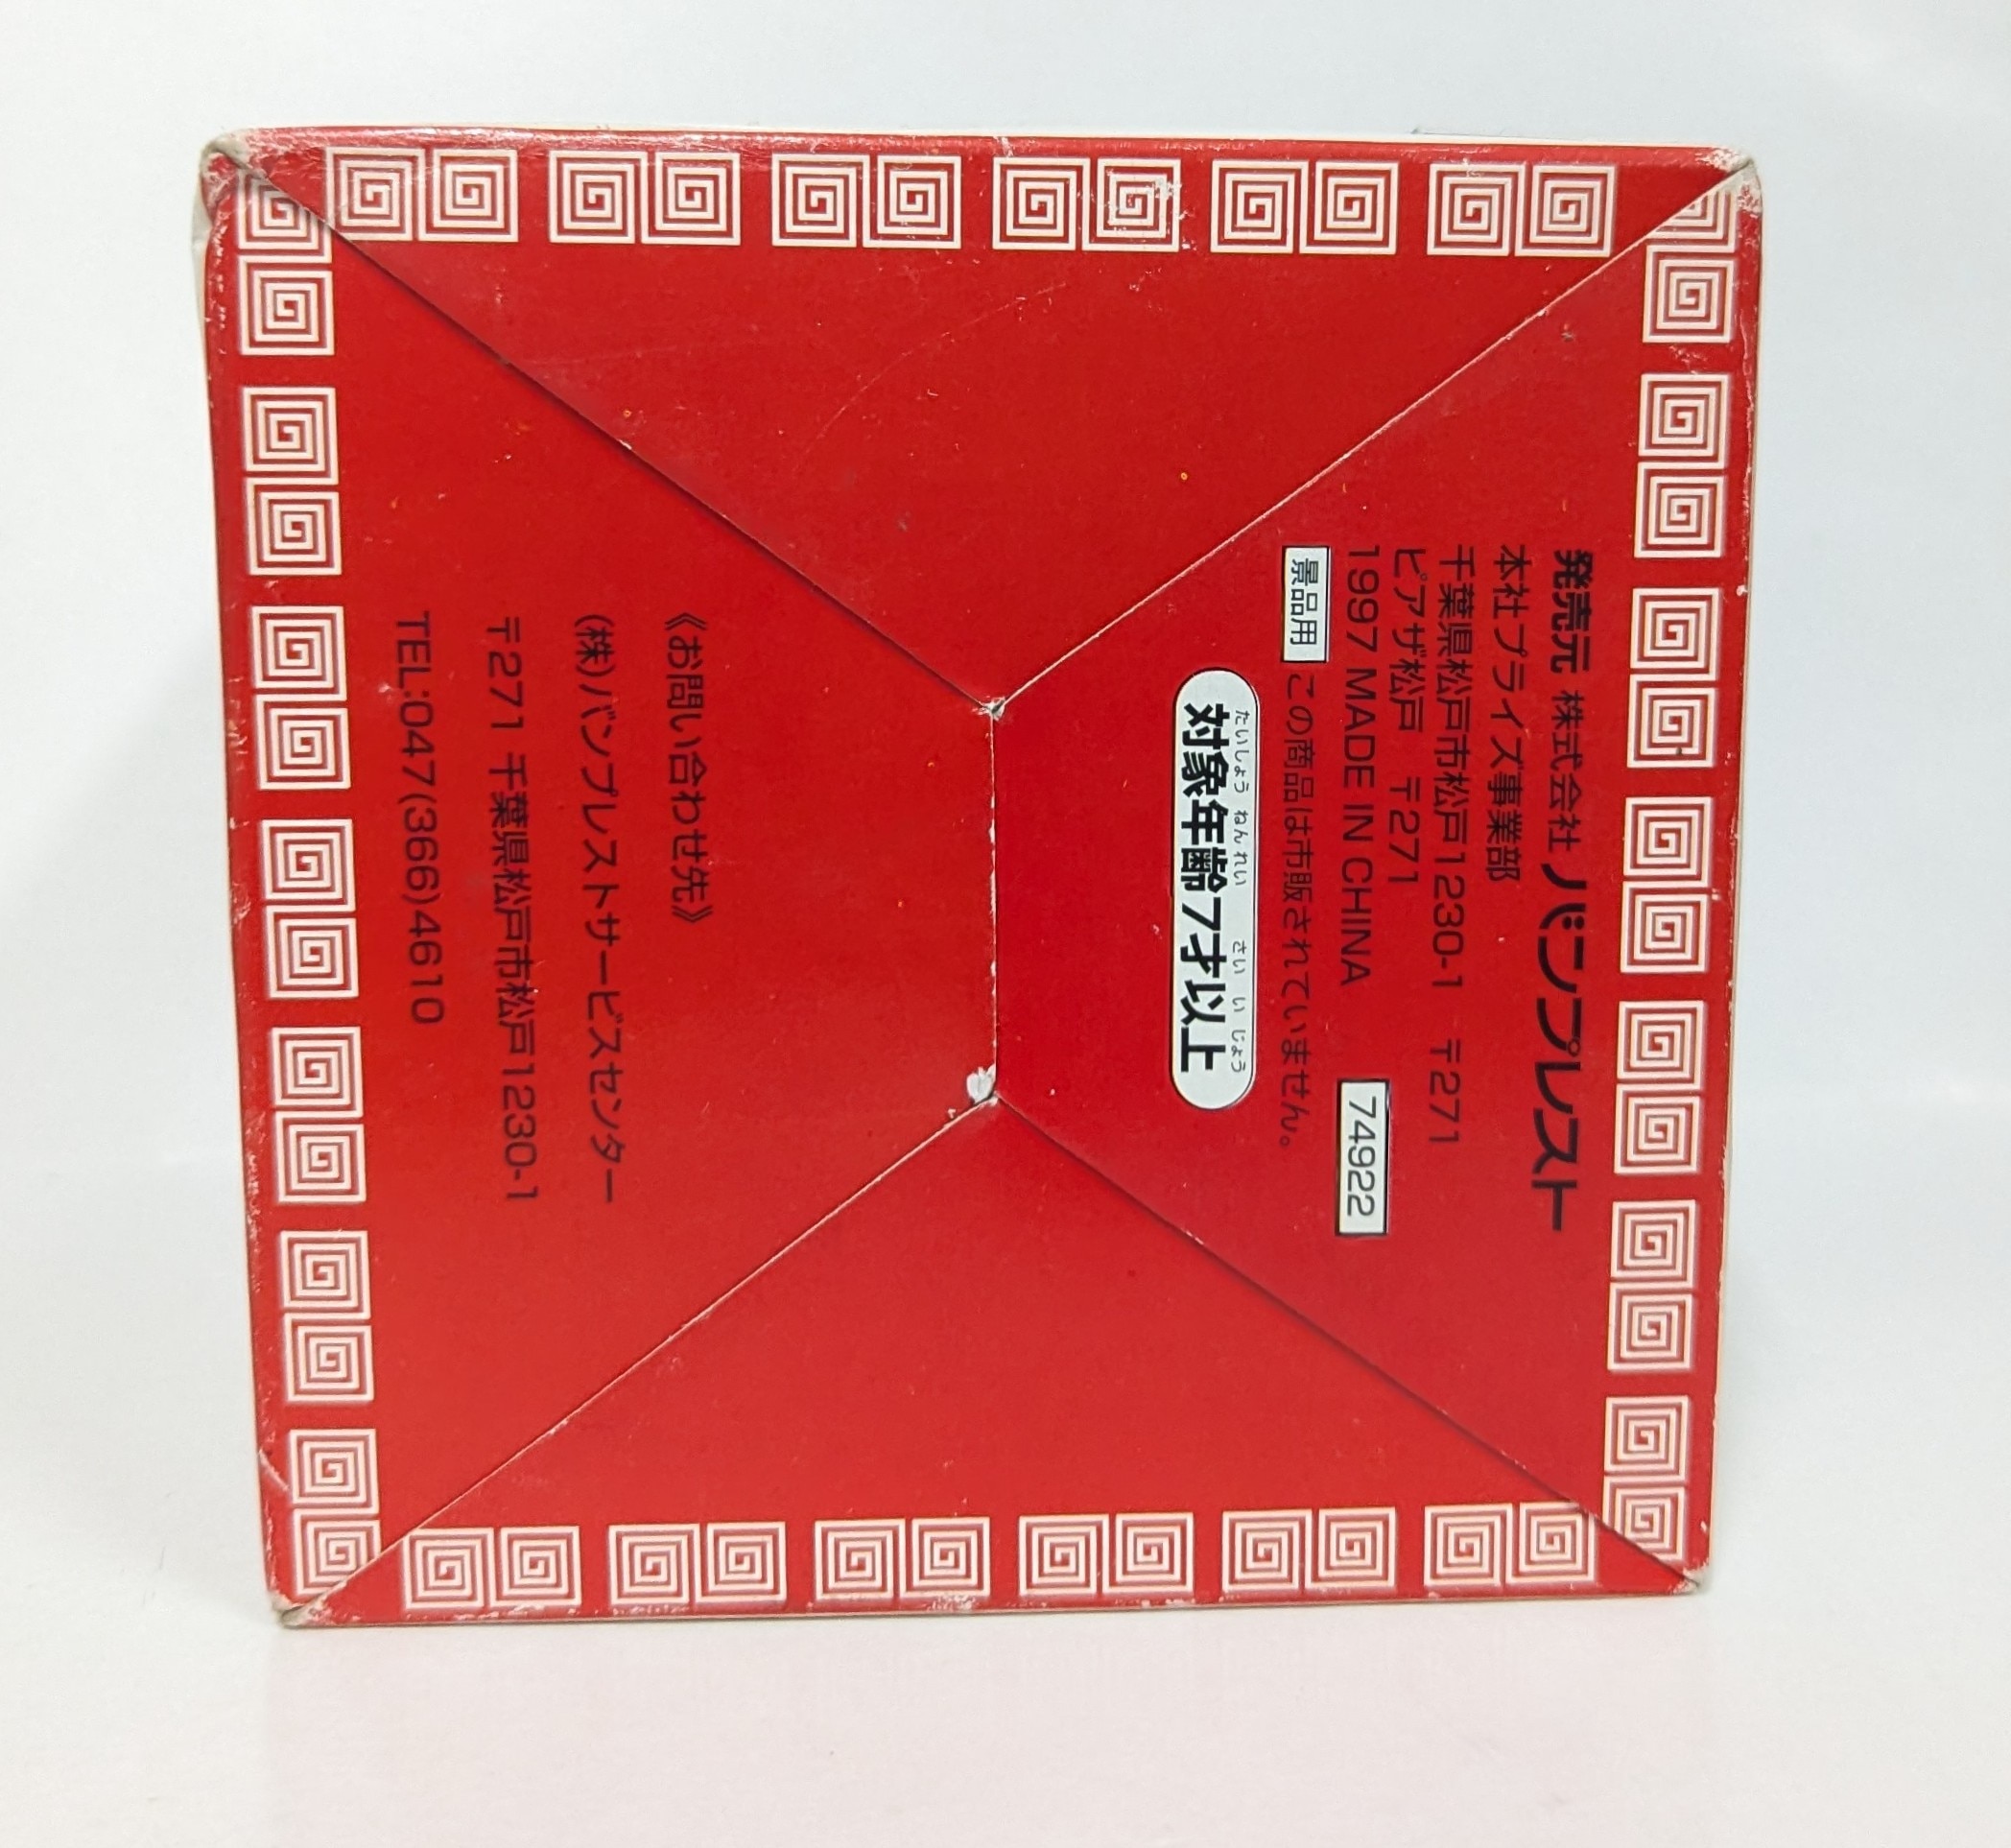 発売元 株式会社 バンプレスト
本社プライズ事業部
千葉県松戸市松戸1230-1 〒271
ピアザ松戸 〒271
1997 MADE IN CHINA 74922
景品用 この商品は市販されていません。
たいしょう ねんれい さい い じょう
対象年齢7才以上
《お問い合わせ先》
(株)バンプレストサービスセンター
〒271 千葉県松戸市松戸1230-1
TEL:047(366)4610